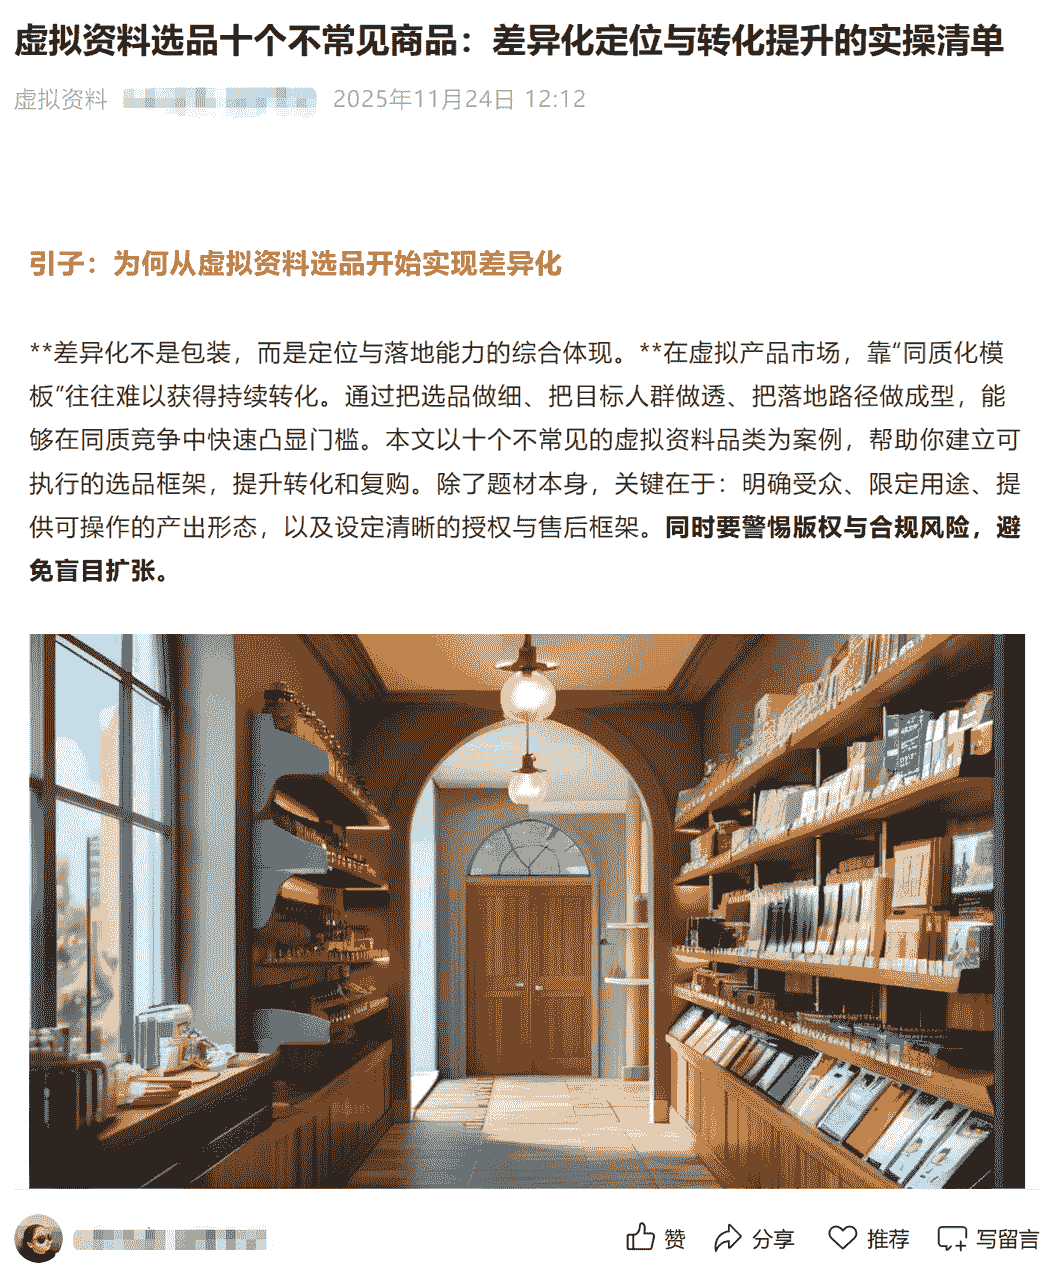 虚拟资料选品十个不常见商品：差异化定位与转化提升的实操清单
虚拟资料 2025年11月24日 12:12
引子：为何从虚拟资料选品开始实现差异化
**差异化不是包装，而是定位与落地能力的综合体现。**在虚拟产品市场，靠“同质化模
板”往往难以获得持续转化。通过把选品做细、把目标人群做透、把落地路径做成型，能
够在同质竞争中快速凸显门槛。本文以十个不常见的虚拟资料品类为案例，帮助你建立可
执行的选品框架，提升转化和复购。除了题材本身，关键在于：明确受众、限定用途、提
供可操作的产出形态，以及设定清晰的授权与售后框架。同时要警惕版权与合规风险，避
免盲目扩张。
赞 分享 推荐 写留言